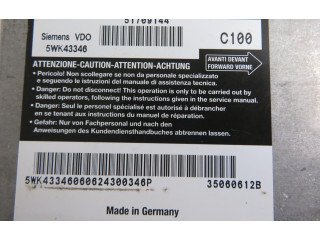 51709144
Siemens VDO
5WK43346
C100
ATTENZIONE-CAUTION-ATTENTION-ACHTUNG
AVANTI DEVANT
FORWARD VORNE
• Pericolo! Non scollegare se non da personale specializzato
e seguendo le istruzioni del manuale di assistenza
• Danger: Do not disconnect! This operation is only to be carried out by
skilled operators, following the instructions given in the service manual.
• Danger: Seul le personel spécialisé est autorisé à débrancher
en se tenant aux instructions du manuel de réparation.
• Gefahr: Nur von Fachpersonal und nach den
Anweisungen des Kundendiensthandbuches abtrennen lassen.
5WK43346060624300346P
35060612B
Made in Germany